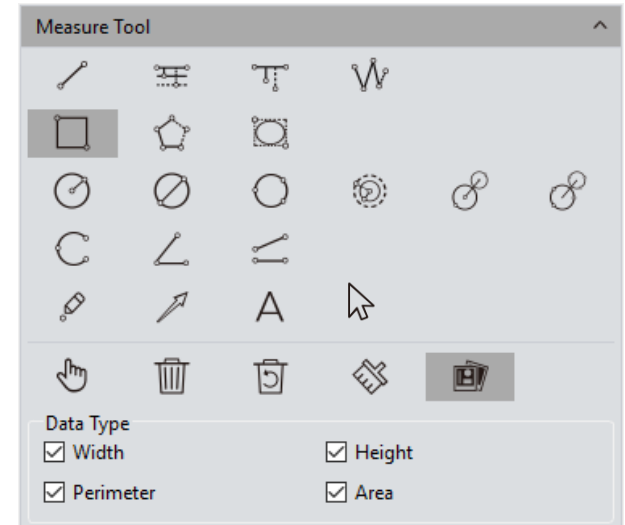 Measure Tool
A
Data Type
Width
Height
Perimeter
Area